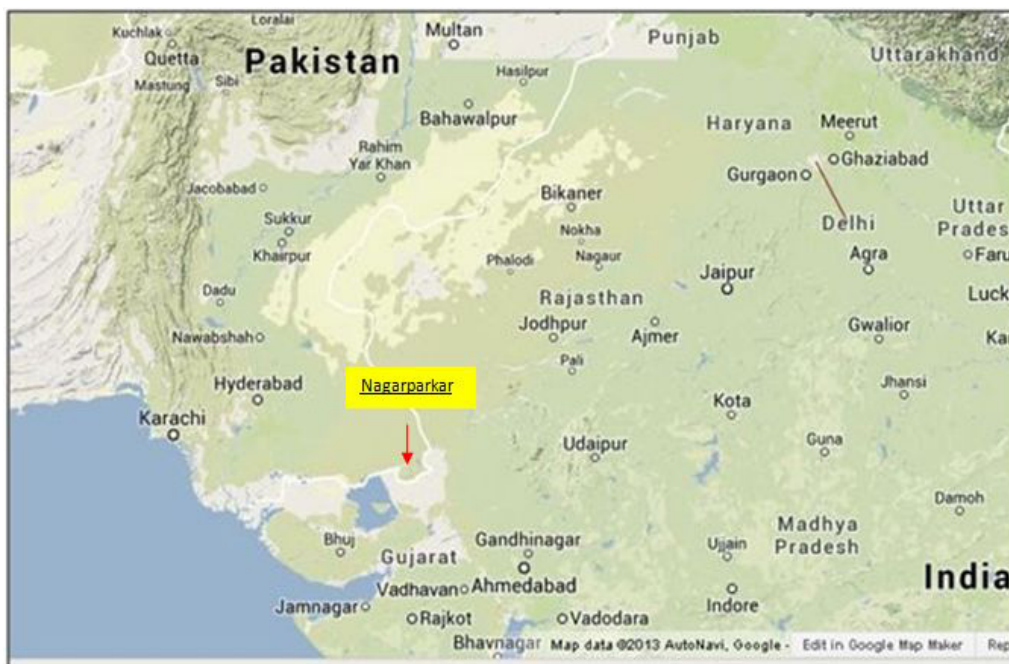 Loralai
Kuchlak
Quetta
Mastung
Sibi
Pakistan
Multan
Punjab
Uttarakhand
Hasilpur
Bahawalpur
Rahim
Yar Khan
Haryana
Meerut
Ghaziabad
Gurgaon
Delhi
Jacobabad
Sukkur
Khairpur
Bikaner
Nokha
Phalodi
Nagaur
Uttar
Prades
Agra
Faru
Dadu
Jaipur
Luck
Rajasthan
Nawabshah
Jodhpur
Ajmer
Gwalior
Ka
Pali
Hyderabad
Nagarparkar
Jhansi
Karachi
Kota
Udaipur
Guna
Damoh
Madhya
Pradesh
Bhuj
Gujarat
Gandhinagar
Ujjain
India
Vadhavan
Ahmedabad
Jamnagar
Rajkot
Vadodara
Indore
Bhavnagar
Map data ©2013 AutoNavi, Google - Edit in Google Map Maker Rep